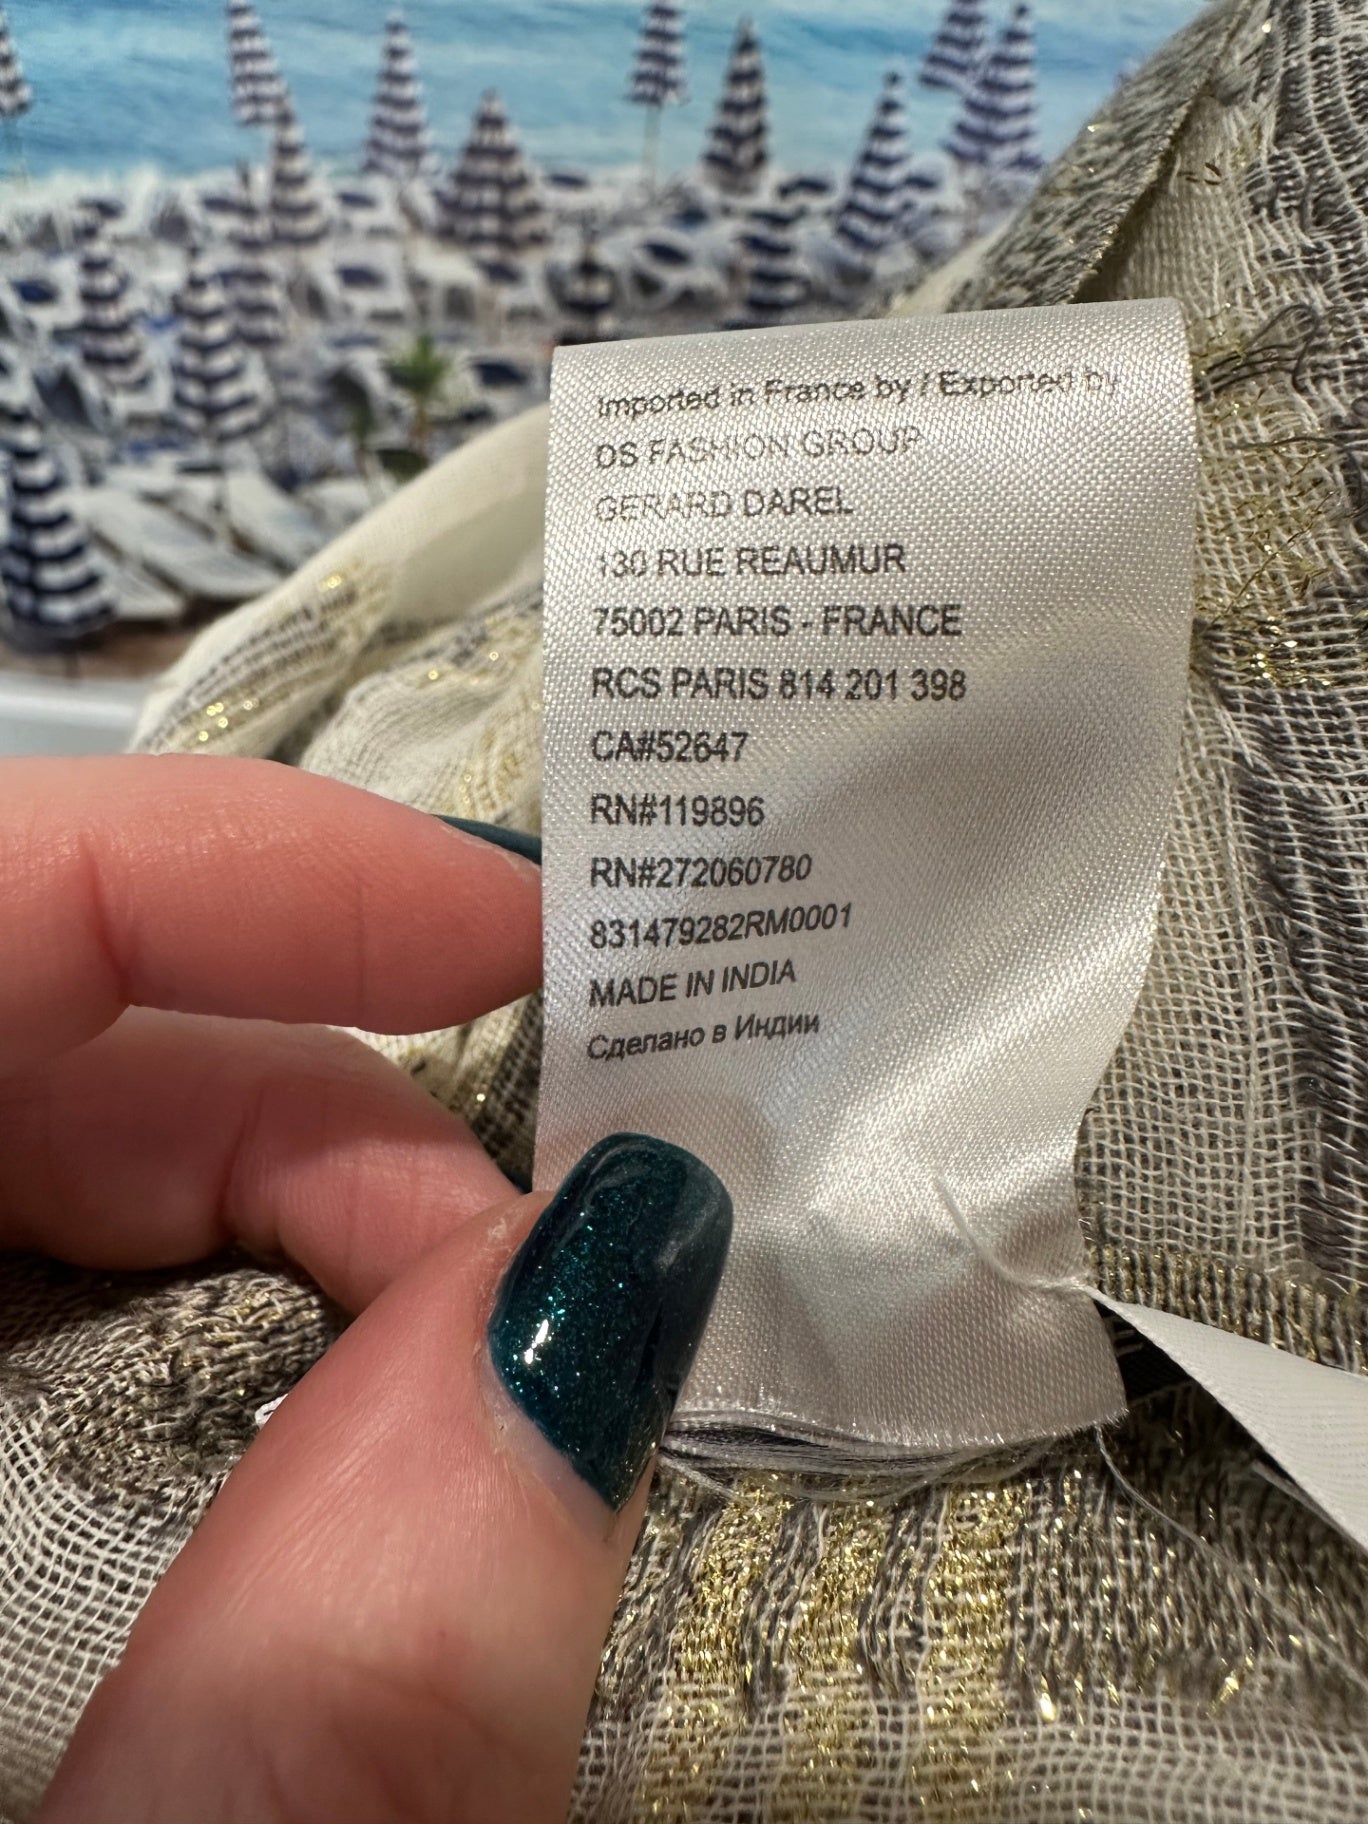 Imported in France by / Exported by
DS FASHION GROUP
GERARD DAREL
130 RUE REAUMUR
75002 PARIS - FRANCE
RCS PARIS 814 201 398
CA#52647
RN#119896
RN#272060780
831479282RM0001
MADE IN INDIA
Сделано в Индии